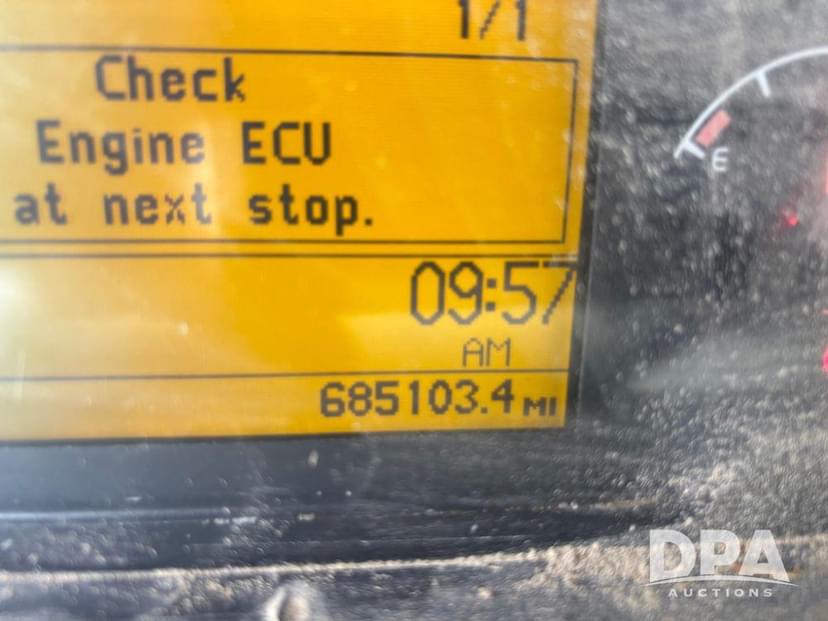 1/1
Check
Engine ECU
at next stop.
09:57
AM
685103.4 MI
E
DPA
AUCTIONS